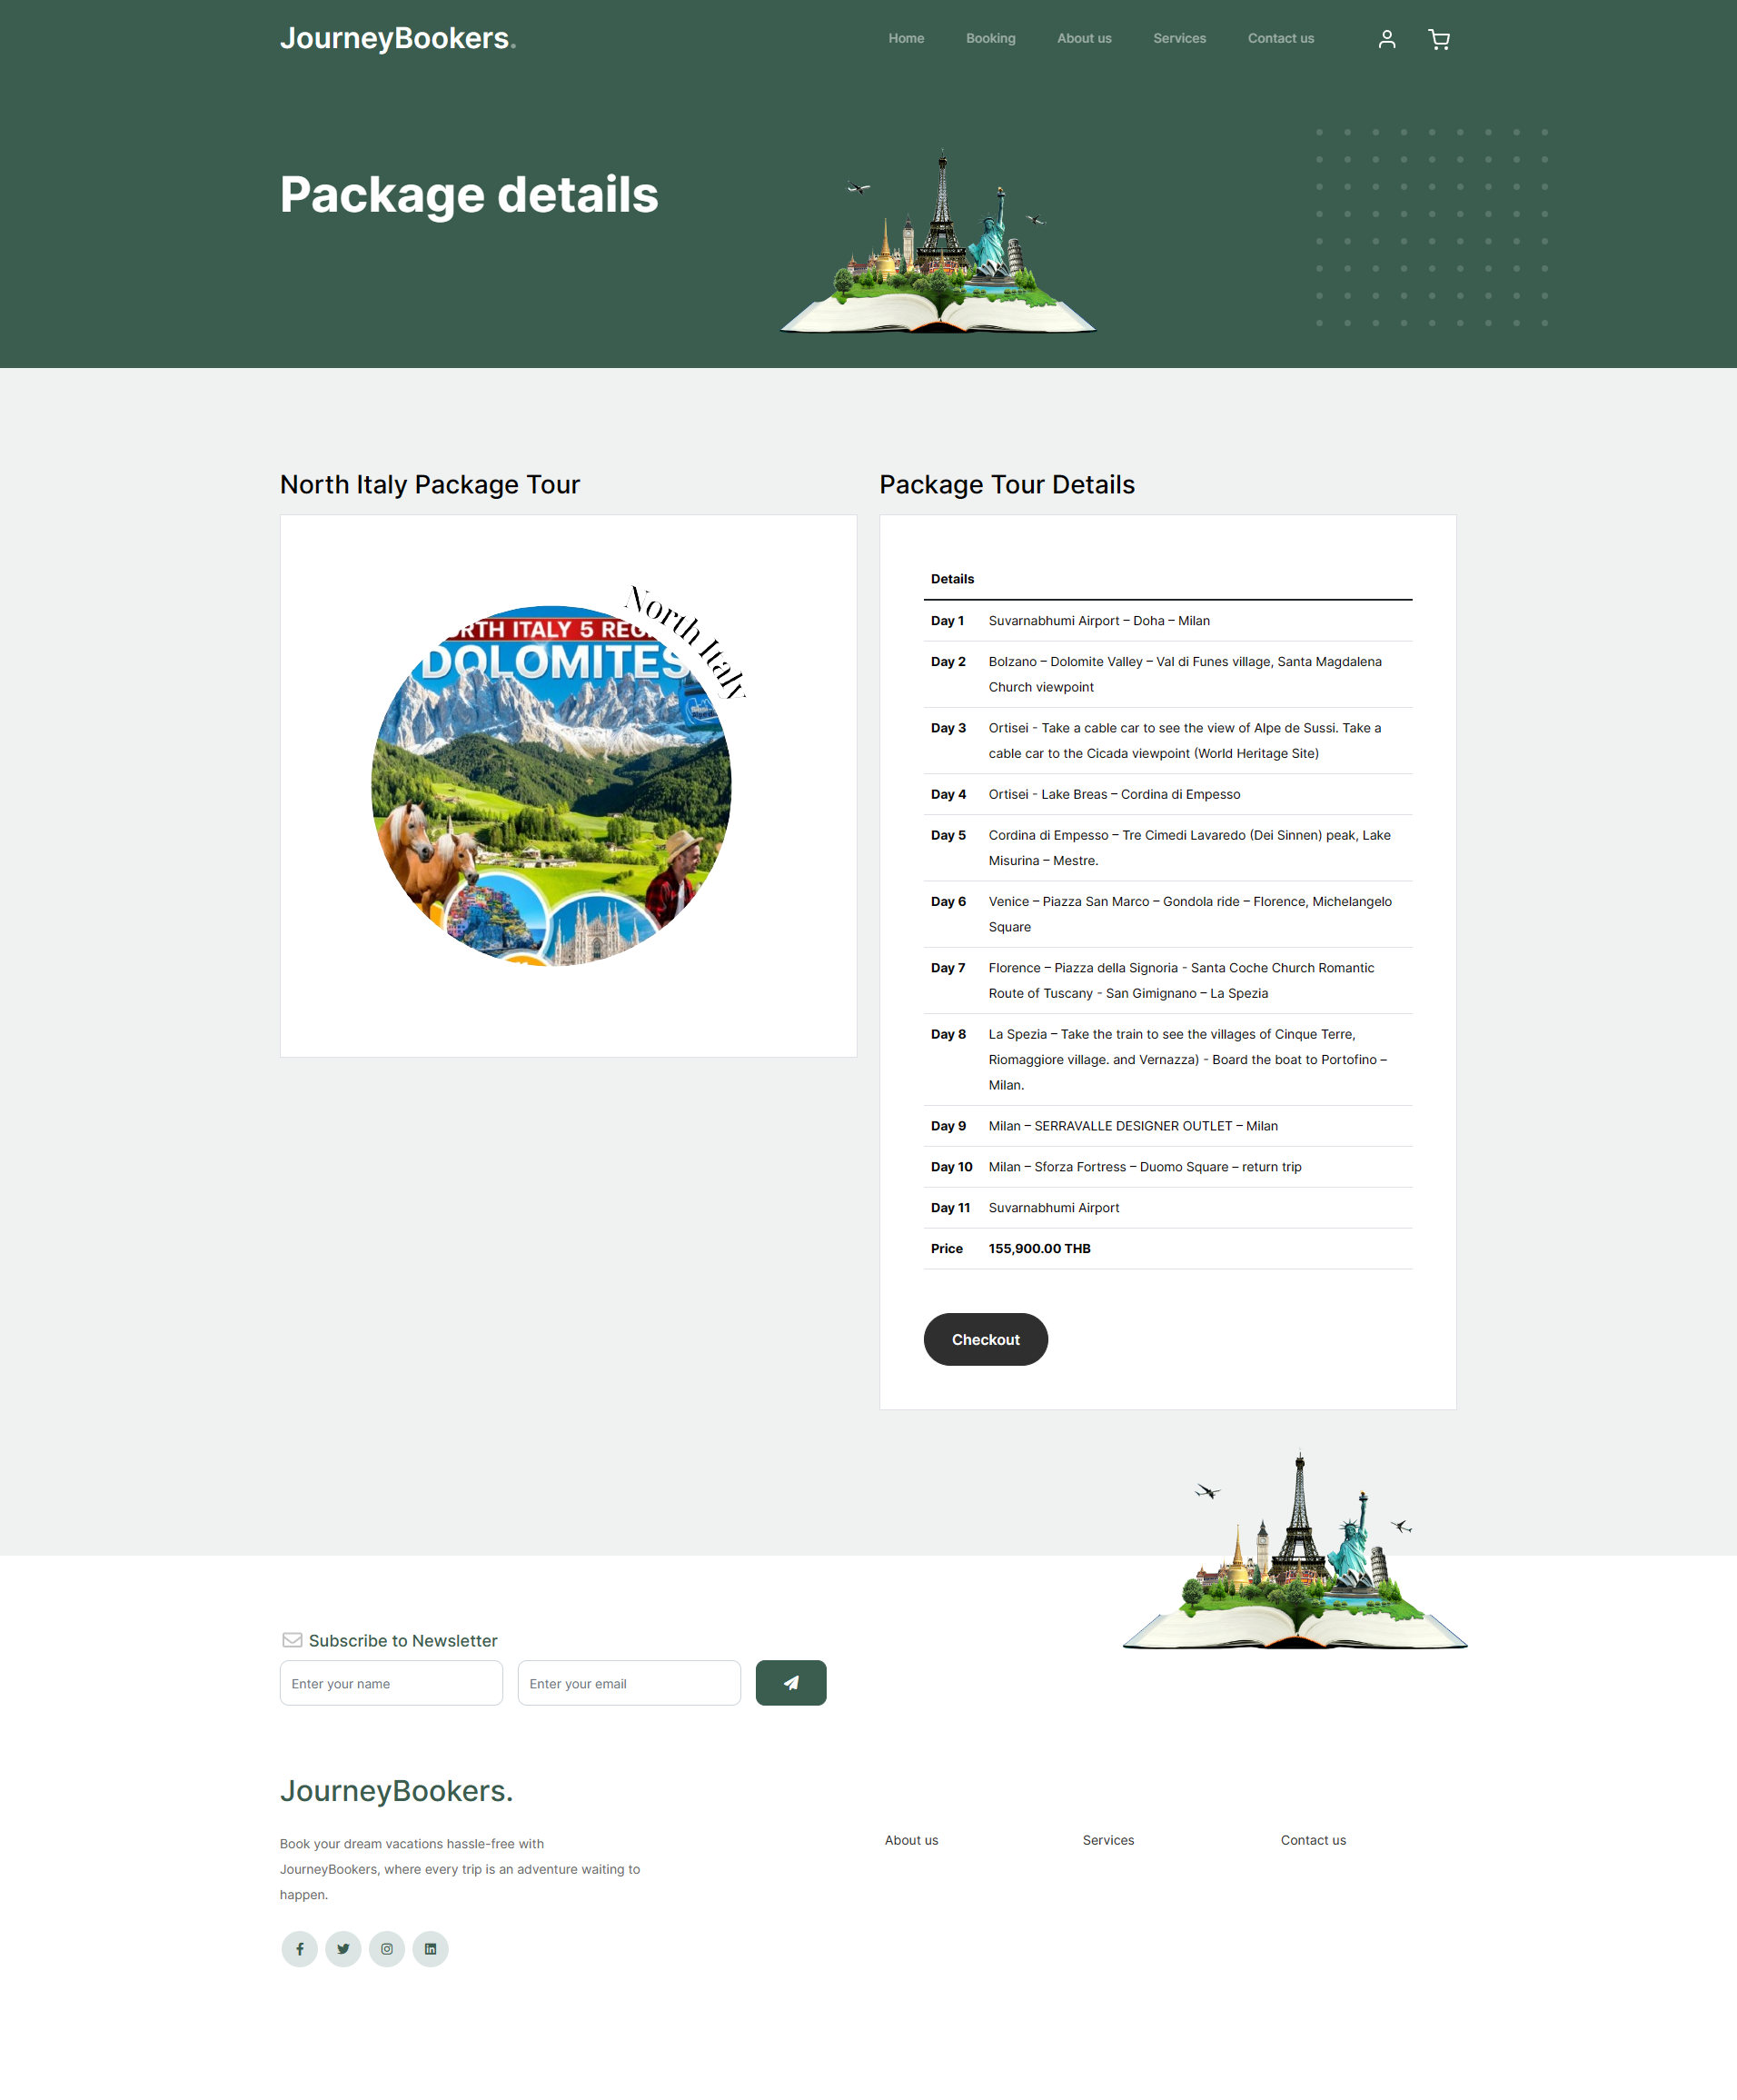 JourneyBookers.
Home Booking About us Services Contact us
Package details
North Italy Package Tour
North Italy
RTH ITALY 5 REG
DOLOMITES
Package Tour Details
Details
Day 1 Suvarnabhumi Airport – Doha – Milan
Day 2 Bolzano – Dolomite Valley – Val di Funes village, Santa Magdalena
Church viewpoint
Day 3 Ortisei - Take a cable car to see the view of Alpe de Sussi. Take a
cable car to the Cicada viewpoint (World Heritage Site)
Day 4 Ortisei - Lake Breas – Cordina di Empesso
Day 5 Cordina di Empesso – Tre Cimedi Lavaredo (Dei Sinnen) peak, Lake
Misurina – Mestre.
Day 6 Venice – Piazza San Marco – Gondola ride – Florence, Michelangelo
Square
Day 7 Florence – Piazza della Signoria - Santa Coche Church Romantic
Route of Tuscany - San Gimignano – La Spezia
Day 8 La Spezia – Take the train to see the villages of Cinque Terre,
Riomaggiore village. and Vernazza) - Board the boat to Portofino –
Milan.
Day 9 Milan – SERRAVALLE DESIGNER OUTLET – Milan
Day 10 Milan – Sforza Fortress – Duomo Square – return trip
Day 11 Suvarnabhumi Airport
Price 155,900.00 THB
Checkout
Subscribe to Newsletter
Enter your name Enter your email
JourneyBookers.
Book your dream vacations hassle-free with
JourneyBookers, where every trip is an adventure waiting to
happen.
About us Services Contact us